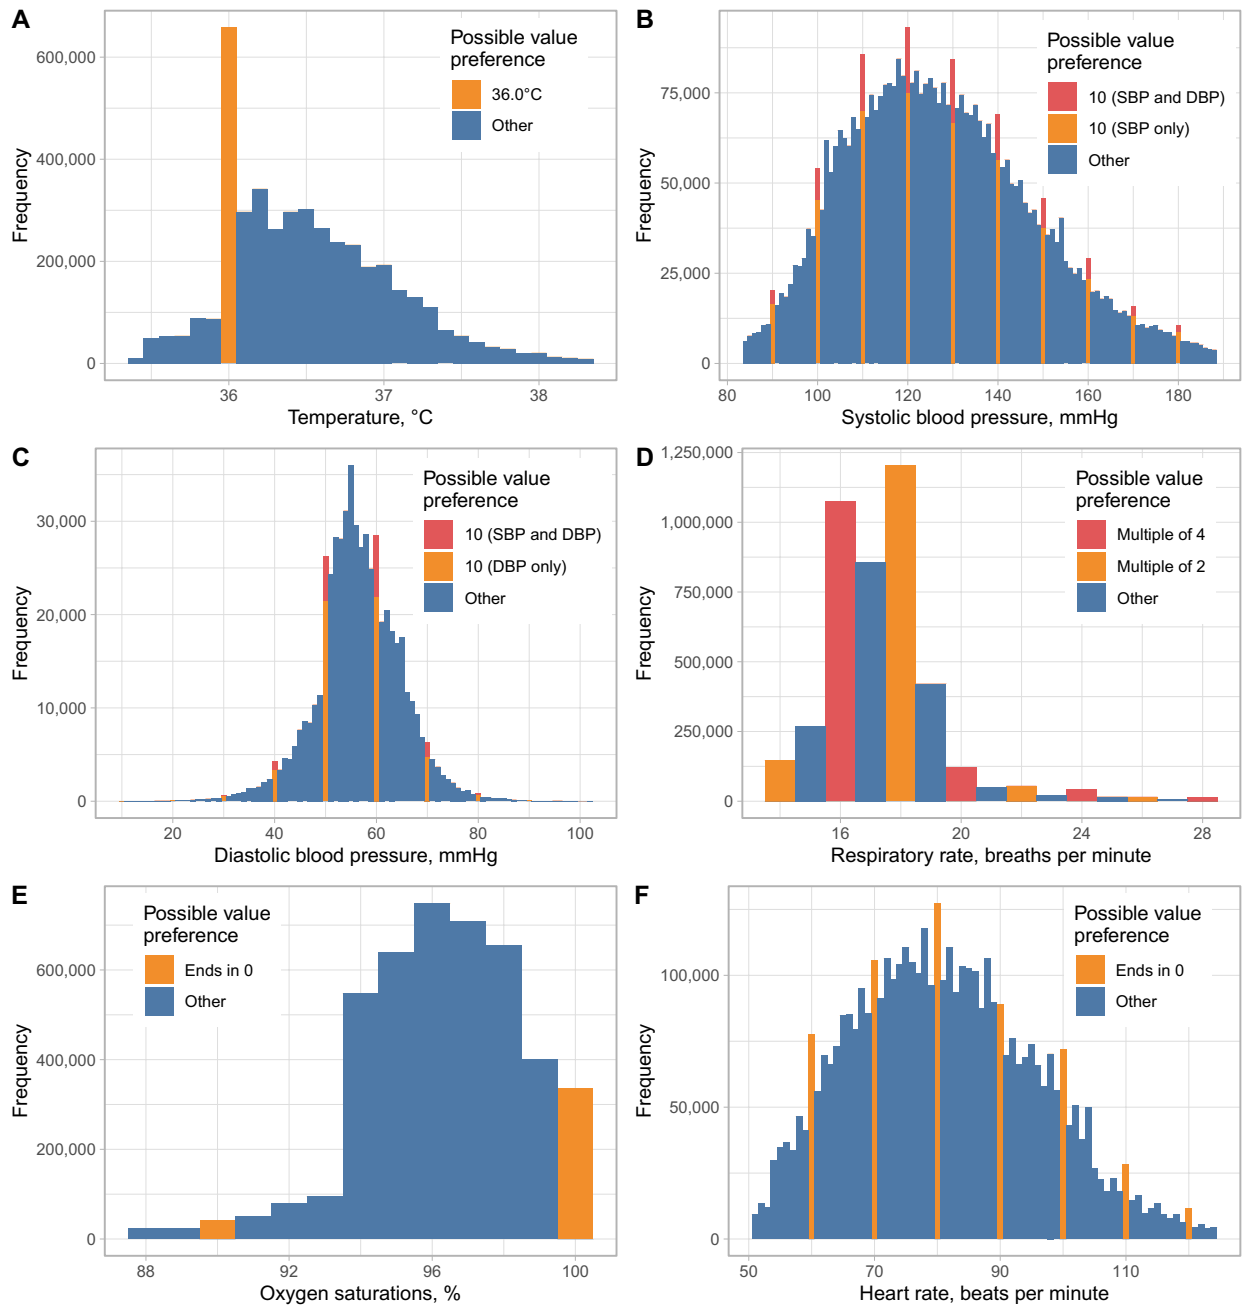 A
Possible value
preference
36.0°C
Other
600,000
400,000
200,000
0
Frequency
36
37
38
Temperature, °C
B
Possible value
preference
10 (SBP and DBP)
10 (SBP only)
Other
75,000
50,000
25,000
0
Frequency
80
100
120
140
160
180
Systolic blood pressure, mmHg
C
Possible value
preference
10 (SBP and DBP)
10 (DBP only)
Other
30,000
20,000
10,000
0
Frequency
20
40
60
80
100
Diastolic blood pressure, mmHg
D
Possible value
preference
Multiple of 4
Multiple of 2
Other
1,250,000
1,000,000
750,000
500,000
250,000
0
Frequency
16
20
24
28
Respiratory rate, breaths per minute
E
Possible value
preference
Ends in 0
Other
600,000
400,000
200,000
0
Frequency
88
92
96
100
Oxygen saturations, %
F
Possible value
preference
Ends in 0
Other
100,000
50,000
0
Frequency
50
70
90
110
Heart rate, beats per minute